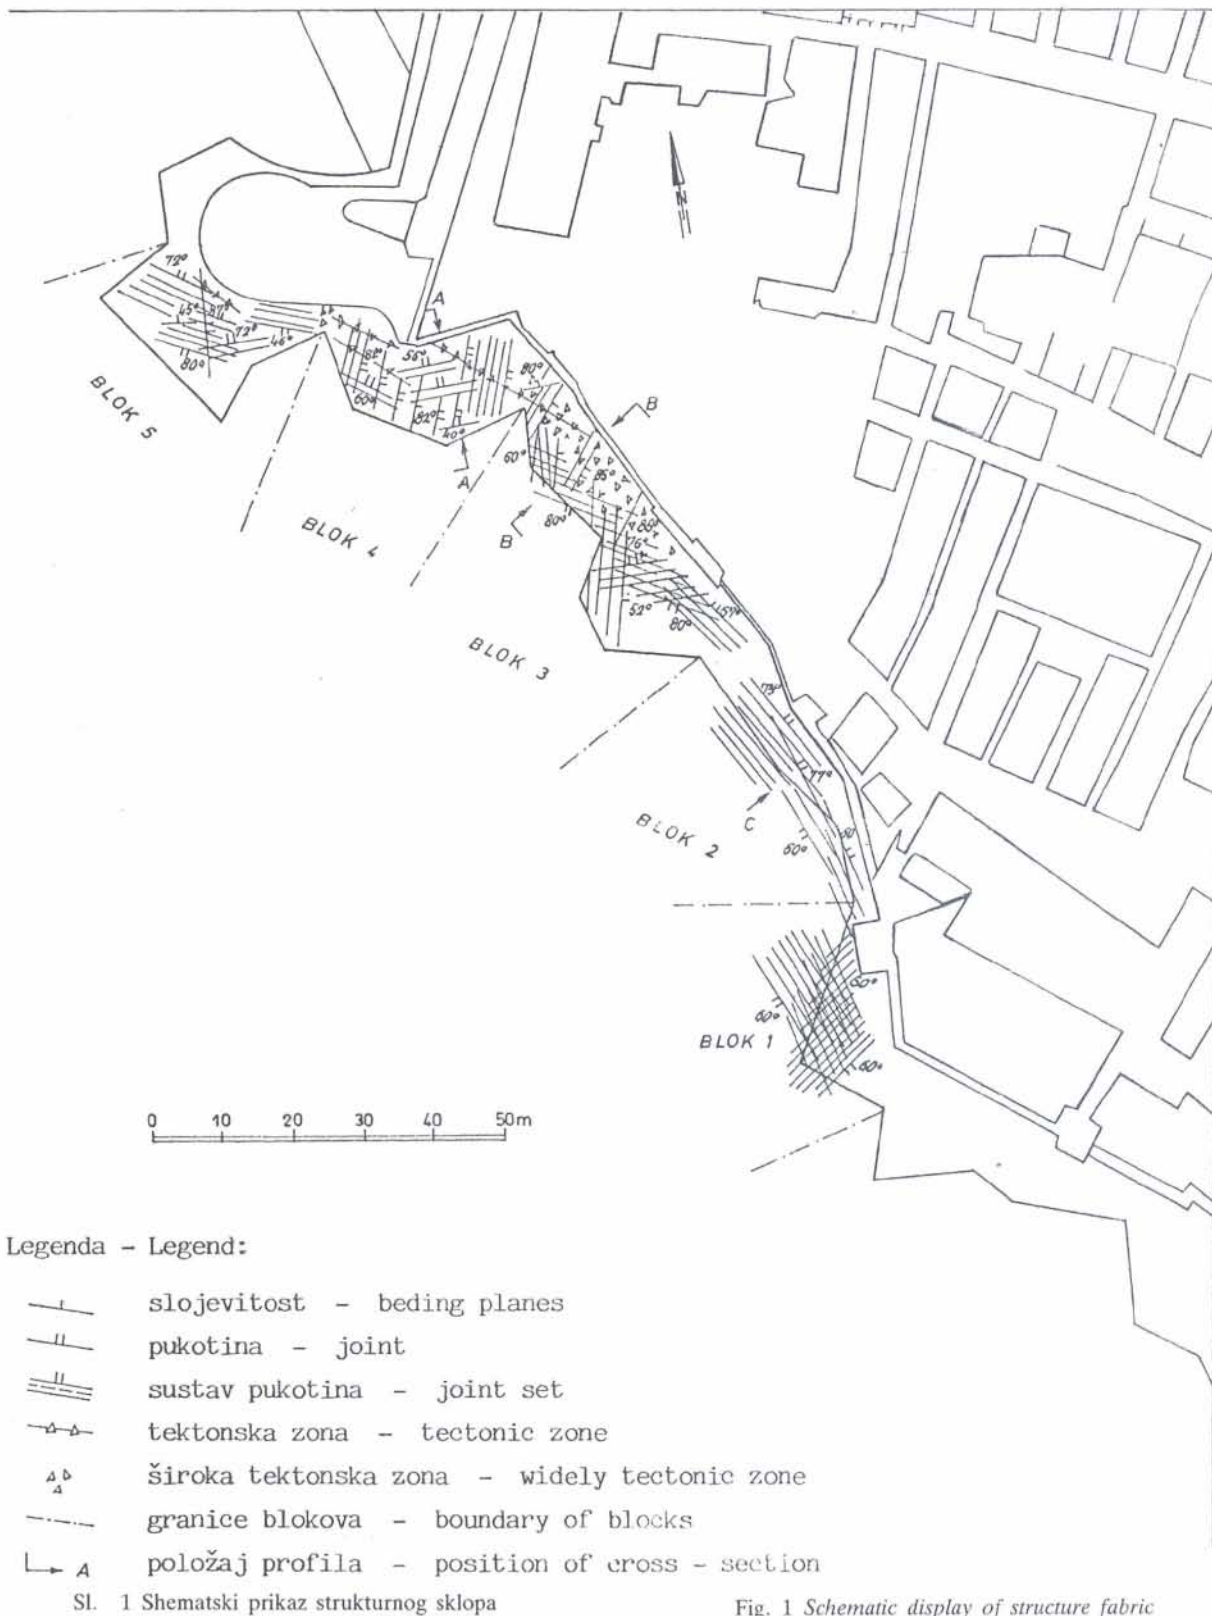 N
72°
45°
87°
72°
46°
80°
BLOK 5
A
82°
55°
60°
82°
40°
A
80°
B
60°
85°
80°
B
BLOK 4
76°
52°
80°
BLOK 3
73°
77°
C
60°
BLOK 2
60°
60°
60°
BLOK 1
0 10 20 30 40 50m
Legenda - Legend:
slojevitost - beding planes
pukotina - joint
sustav pukotina - joint set
tektonska zona - tectonic zone
široka tektonska zona - widely tectonic zone
granice blokova - boundary of blocks
A položaj profila - position of cross - section
Sl. 1 Shematski prikaz strukturnog sklopa
Fig. 1 Schematic display of structure fabric